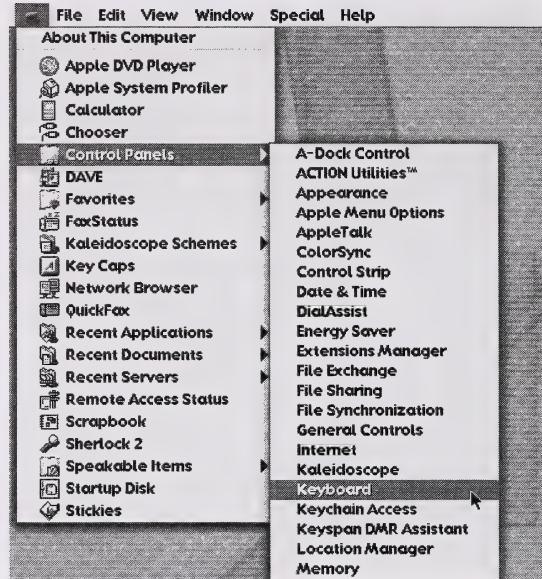 File Edit View Window Special Help
About This Computer
Apple DVD Player
Apple System Profiler
Calculator
Chooser
Control Panels
DAVE
Favorites
FaxStatus
Kaleidoscope Schemes
Key Caps
Network Browser
QuickFax
Recent Applications
Recent Documents
Recent Servers
Remote Access Status
Scrapbook
Sherlock 2
Speakable Items
Startup Disk
Stickies
A-Dock Control
ACTION Utilities™
Appearance
Apple Menu Options
AppleTalk
ColorSync
Control Strip
Date & Time
DialAssist
Energy Saver
Extensions Manager
File Exchange
File Sharing
File Synchronization
General Controls
Internet
Kaleidoscope
Keyboard
Keychain Access
Keyspan DMR Assistant
Location Manager
Memory